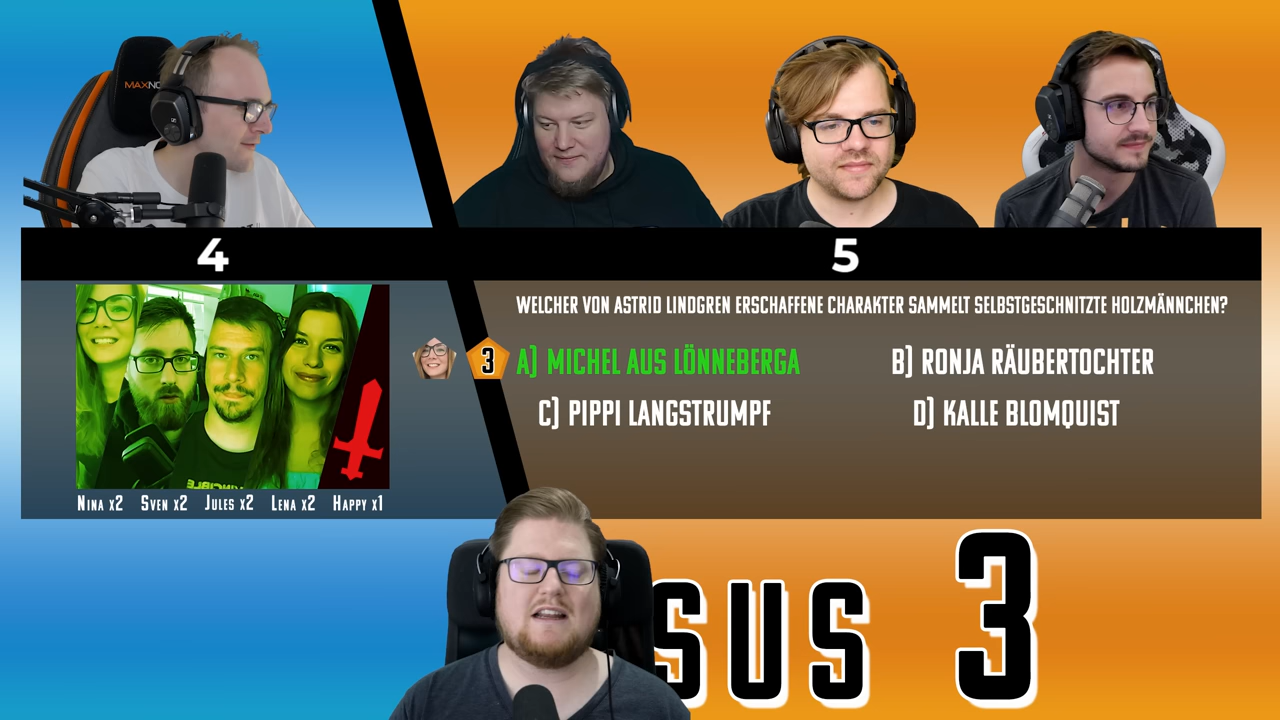 MAXNO
4
5
WELCHER VON ASTRID LINDGREN ERSCHAFFENE CHARAKTER SAMMELT SELBSTGESCHNITZTE HOLZMÄNNCHEN?
3
A) MICHEL AUS LÖNNEBERGA
B) RONJA RÄUBERTOCHTER
C) PIPPI LANGSTRUMPF
D) KALLE BLOMQUIST
NINA X2 SVEN X2 JULES X2 LENA X2 HAPPY X1
SUS 3